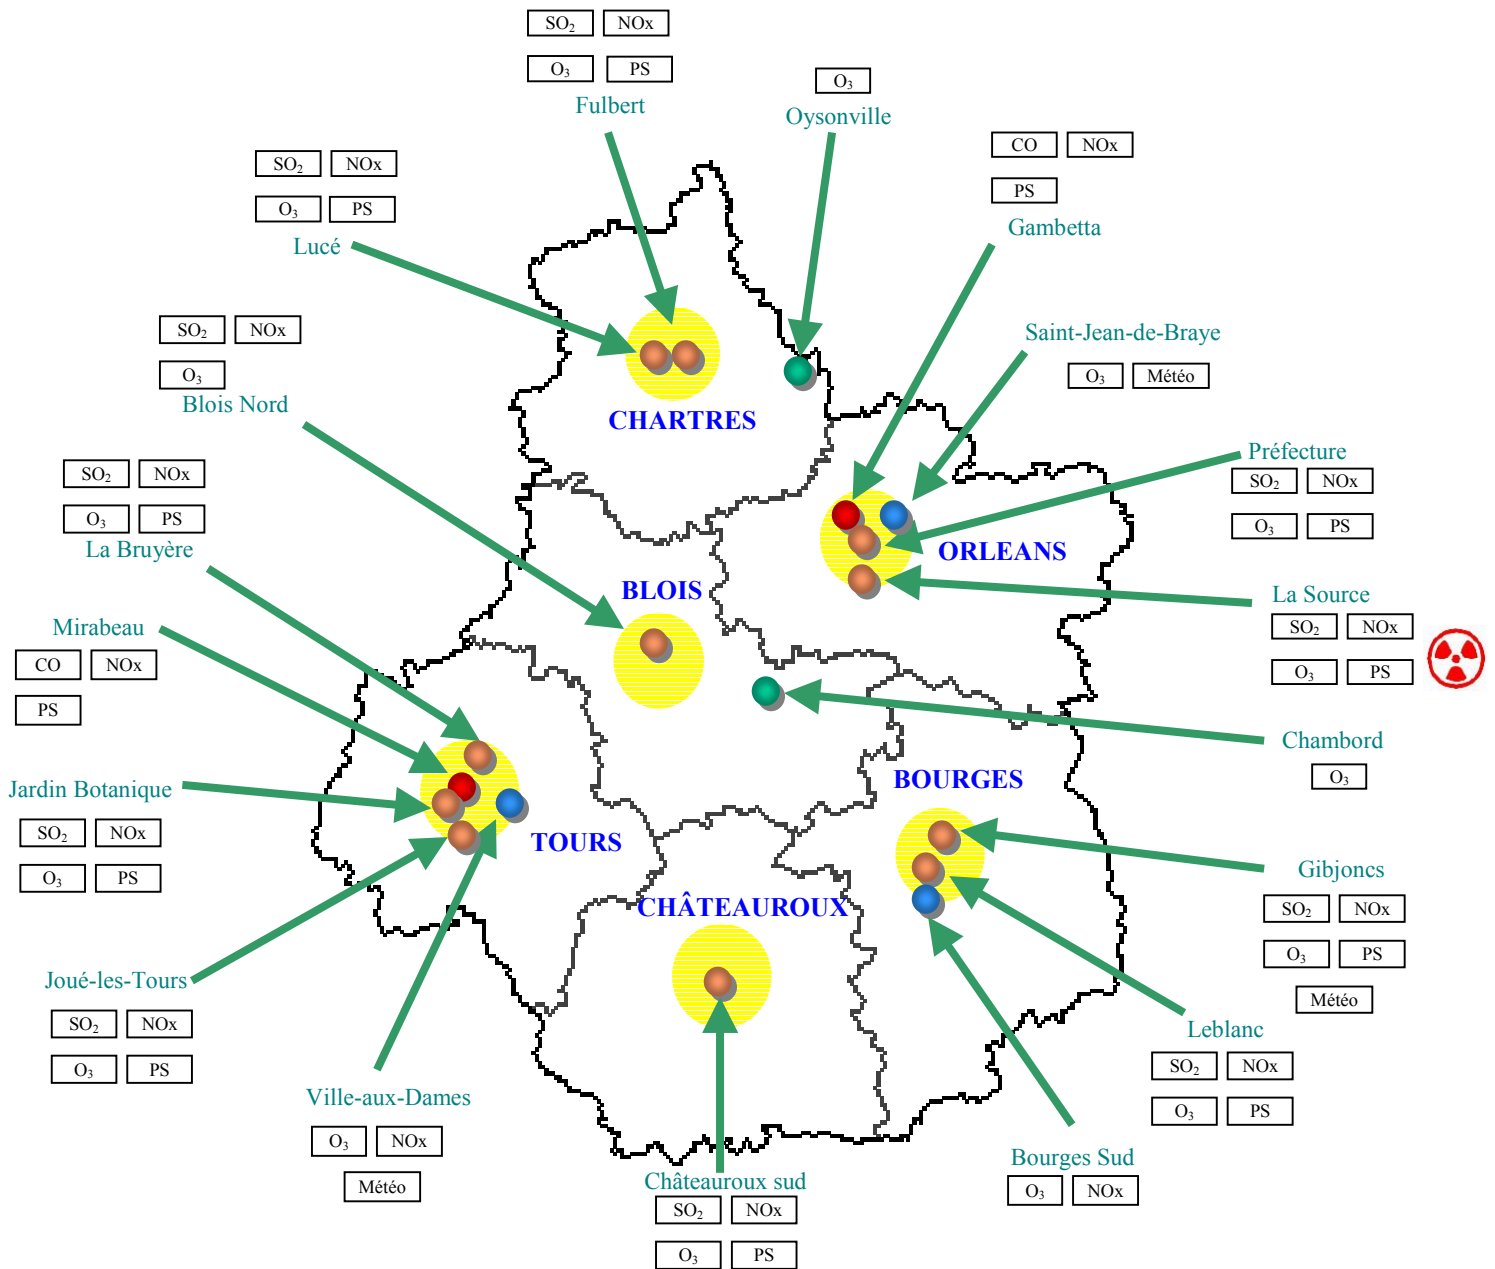 SO₂ NOx
O₃ PS
Fulbert
O₃
Oysonville
CO NOx
PS
Gambetta
SO₂ NOx
O₃ PS
Lucé
SO₂ NOx
O₃
Blois Nord
Saint-Jean-de-Braye
O₃ Météo
CHARTRES
Préfecture
SO₂ NOx
O₃ PS
SO₂ NOx
O₃ PS
La Bruyère
ORLEANS
BLOIS
La Source
SO₂ NOx
O₃ PS
Mirabeau
CO NOx
PS
Chambord
O₃
BOURGES
Jardin Botanique
SO₂ NOx
O₃ PS
TOURS
Gibjoncs
SO₂ NOx
O₃ PS
Météo
CHÂTEAUROUX
Joué-les-Tours
SO₂ NOx
O₃ PS
Leblanc
SO₂ NOx
O₃ PS
Ville-aux-Dames
O₃ NOx
Météo
Bourges Sud
O₃ NOx
Châteauroux sud
SO₂ NOx
O₃ PS